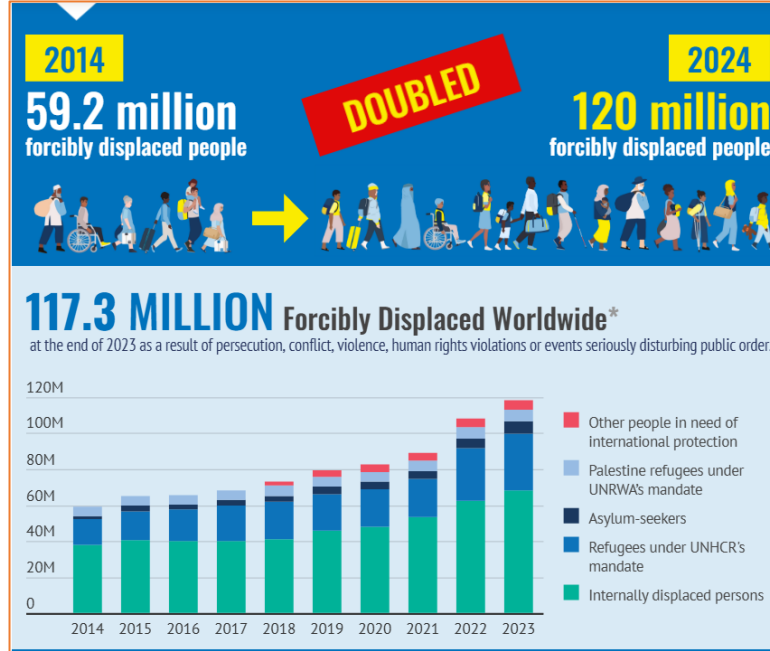 2014
59.2 million
forcibly displaced people
DOUBLED
2024
120 million
forcibly displaced people
117.3 MILLION Forcibly Displaced Worldwide*
at the end of 2023 as a result of persecution, conflict, violence, human rights violations or events seriously disturbing public order.
120M
100M
80M
60M
40M
20M
0
2014 2015 2016 2017 2018 2019 2020 2021 2022 2023
Other people in need of
international protection
Palestine refugees under
UNRWA's mandate
Asylum-seekers
Refugees under UNHCR's
mandate
Internally displaced persons